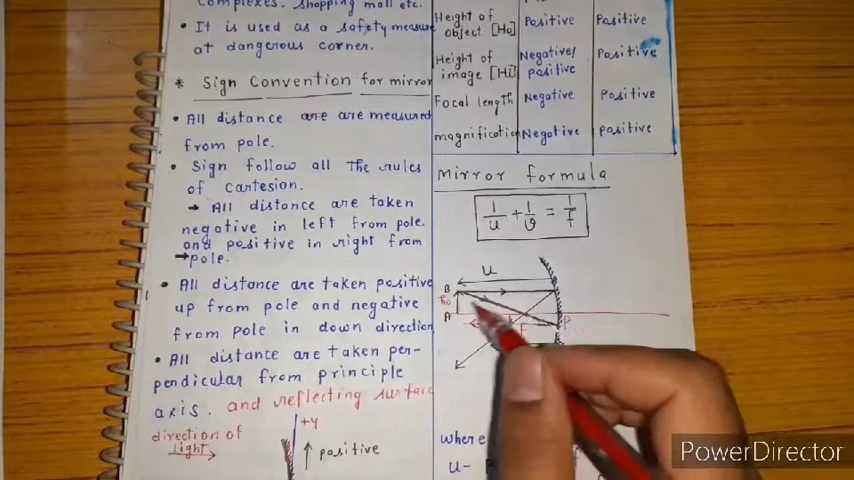 complexes. shopping moll etc.
• It is used as a safety measure
at dangerous corner.
* Sign Convention for mirror
• All distance are are measured
from pole.
• Sign follow all the rules
of cartesion.
→ All distance are taken
negative in left from pole.
and positive in right from
→ pole.
• All distance are taken positive
up from pole and negative
from pole in down direction
• All distance are taken per-
pendicular from principle
axis. and reflecting surface
direction of
light
+y
↑ positive
Height of object [Ho] Positive Positive
Height of image [Hi] Negative/ positive Positive
Focal length Negative Positive
magnification Negative positive
Mirror formula
1/u + 1/v = 1/f
u
B
ho
A
P
F
where
u-
PowerDirector